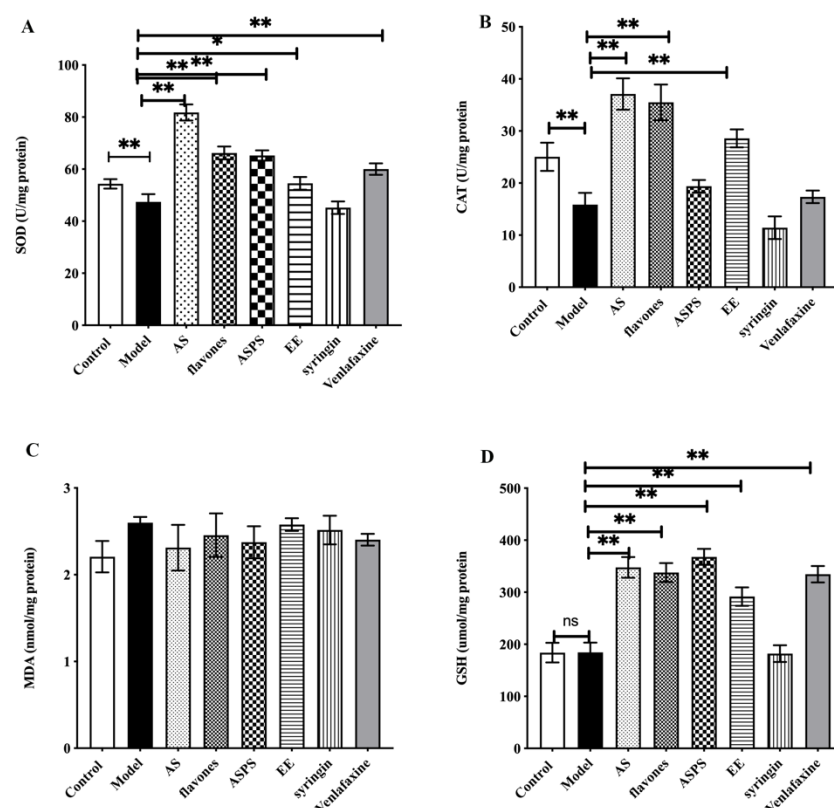 A
**
*
**
**
**
**
100
80
60
40
20
0
SOD (U/mg protein)
Control
Model
AS
flavones
ASPS
EE
syringin
Venlafaxine
B
**
**
**
**
50
40
30
20
10
0
CAT (U/mg protein)
Control
Model
AS
flavones
ASPS
EE
syringin
Venlafaxine
C
3
2
1
0
MDA (nmol/mg protein)
Control
Model
AS
flavones
ASPS
EE
syringin
Venlafaxine
D
**
**
**
**
**
ns
500
400
300
200
100
0
GSH (umol/mg protein
Control
Model
AS
flavones
ASPS
EE
syringin
Venlafaxine